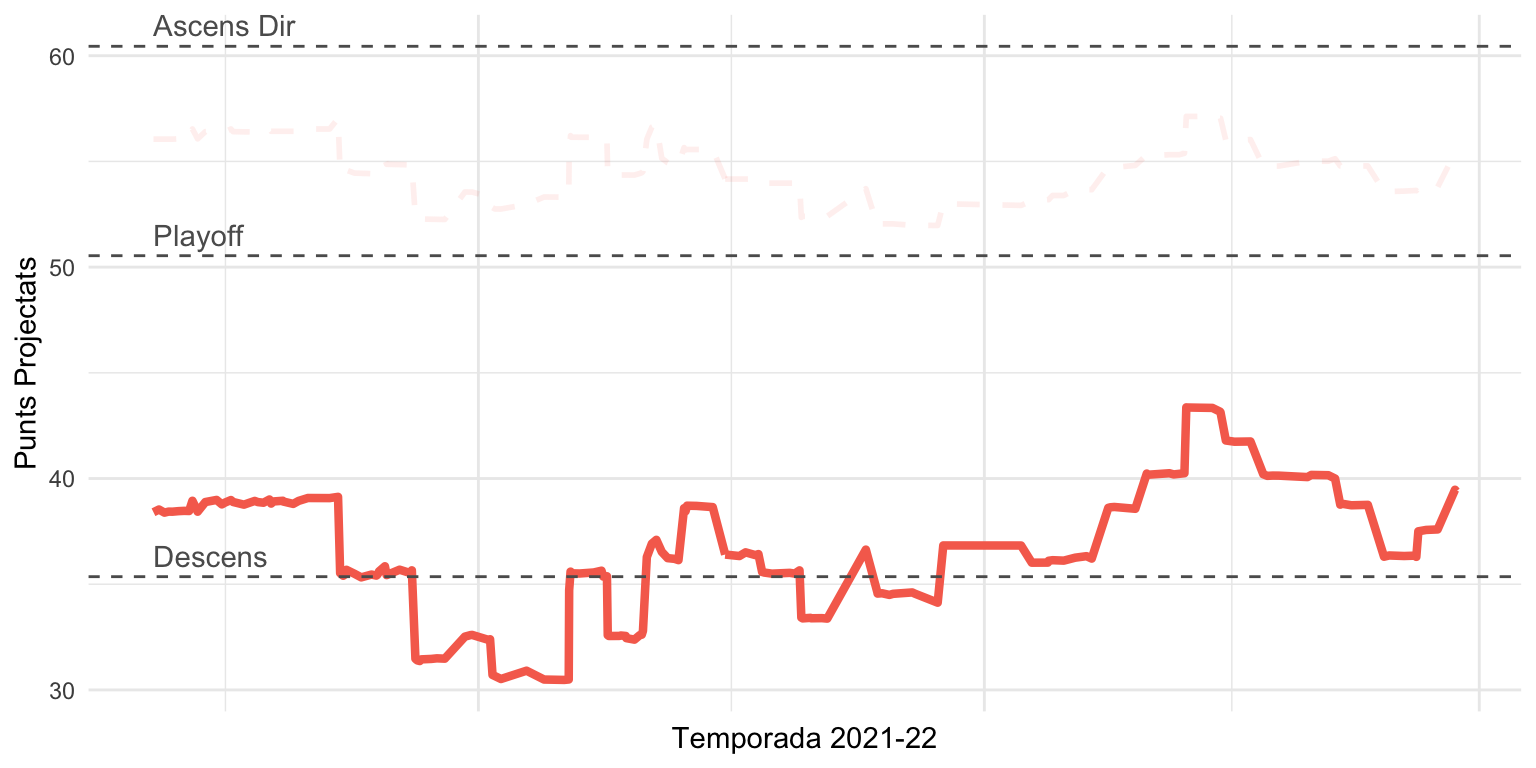 Ascens Dir
60
Playoff
50
Punts Projectats
40
Descens
30
Temporada 2021-22